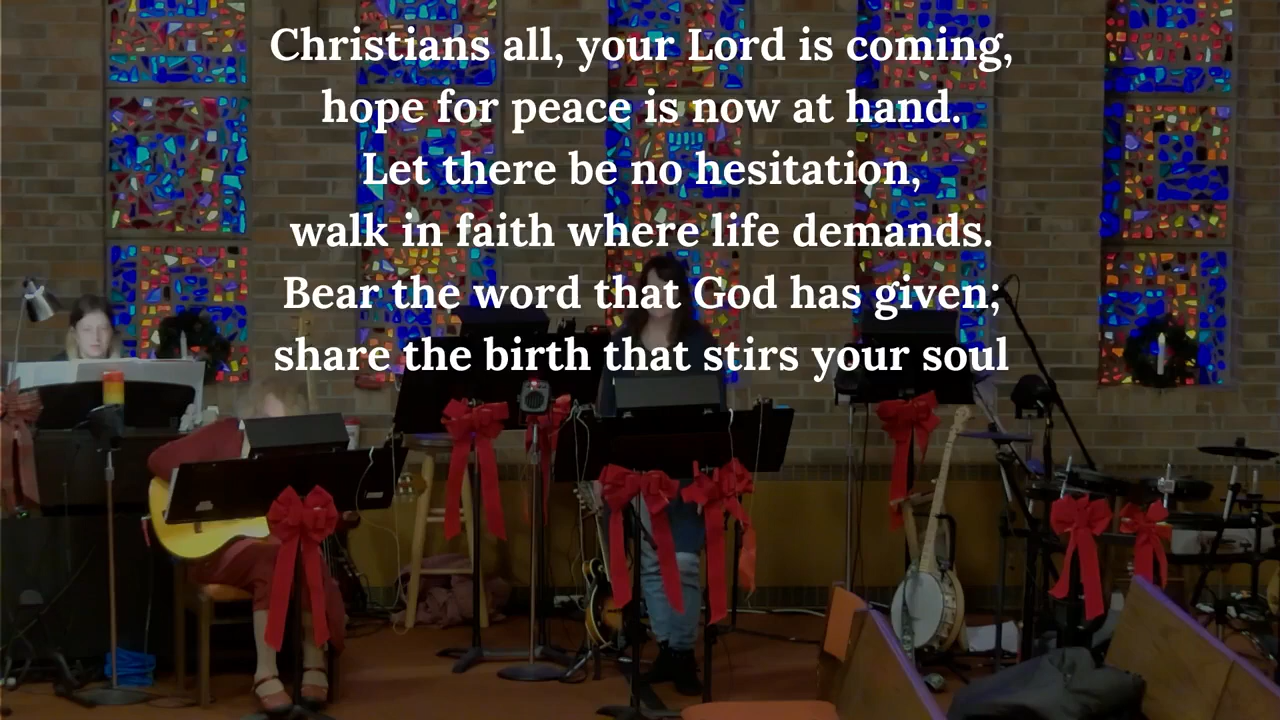 Christians all, your Lord is coming,
hope for peace is now at hand.
Let there be no hesitation,
walk in faith where life demands.
Bear the word that God has given;
share the birth that stirs your soul